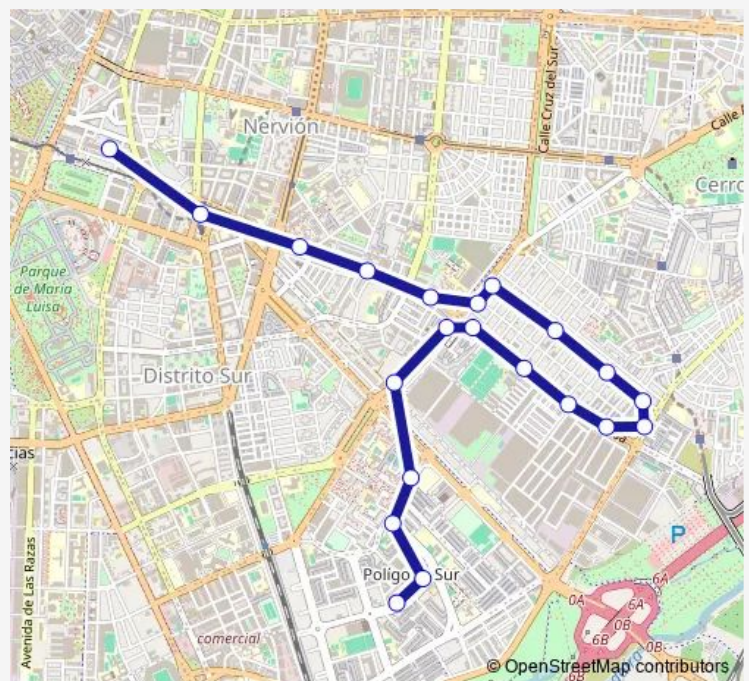 Calle Cruz del Sur
Nervión
Calle
Cerro
Parque
de María
Luisa
Distrito Sur
cias
Avenida de Las Razas
Polígo
Sur
P
6A
0A
6A
0B
0B
6B
comercial
© OpenStreetMap contributors